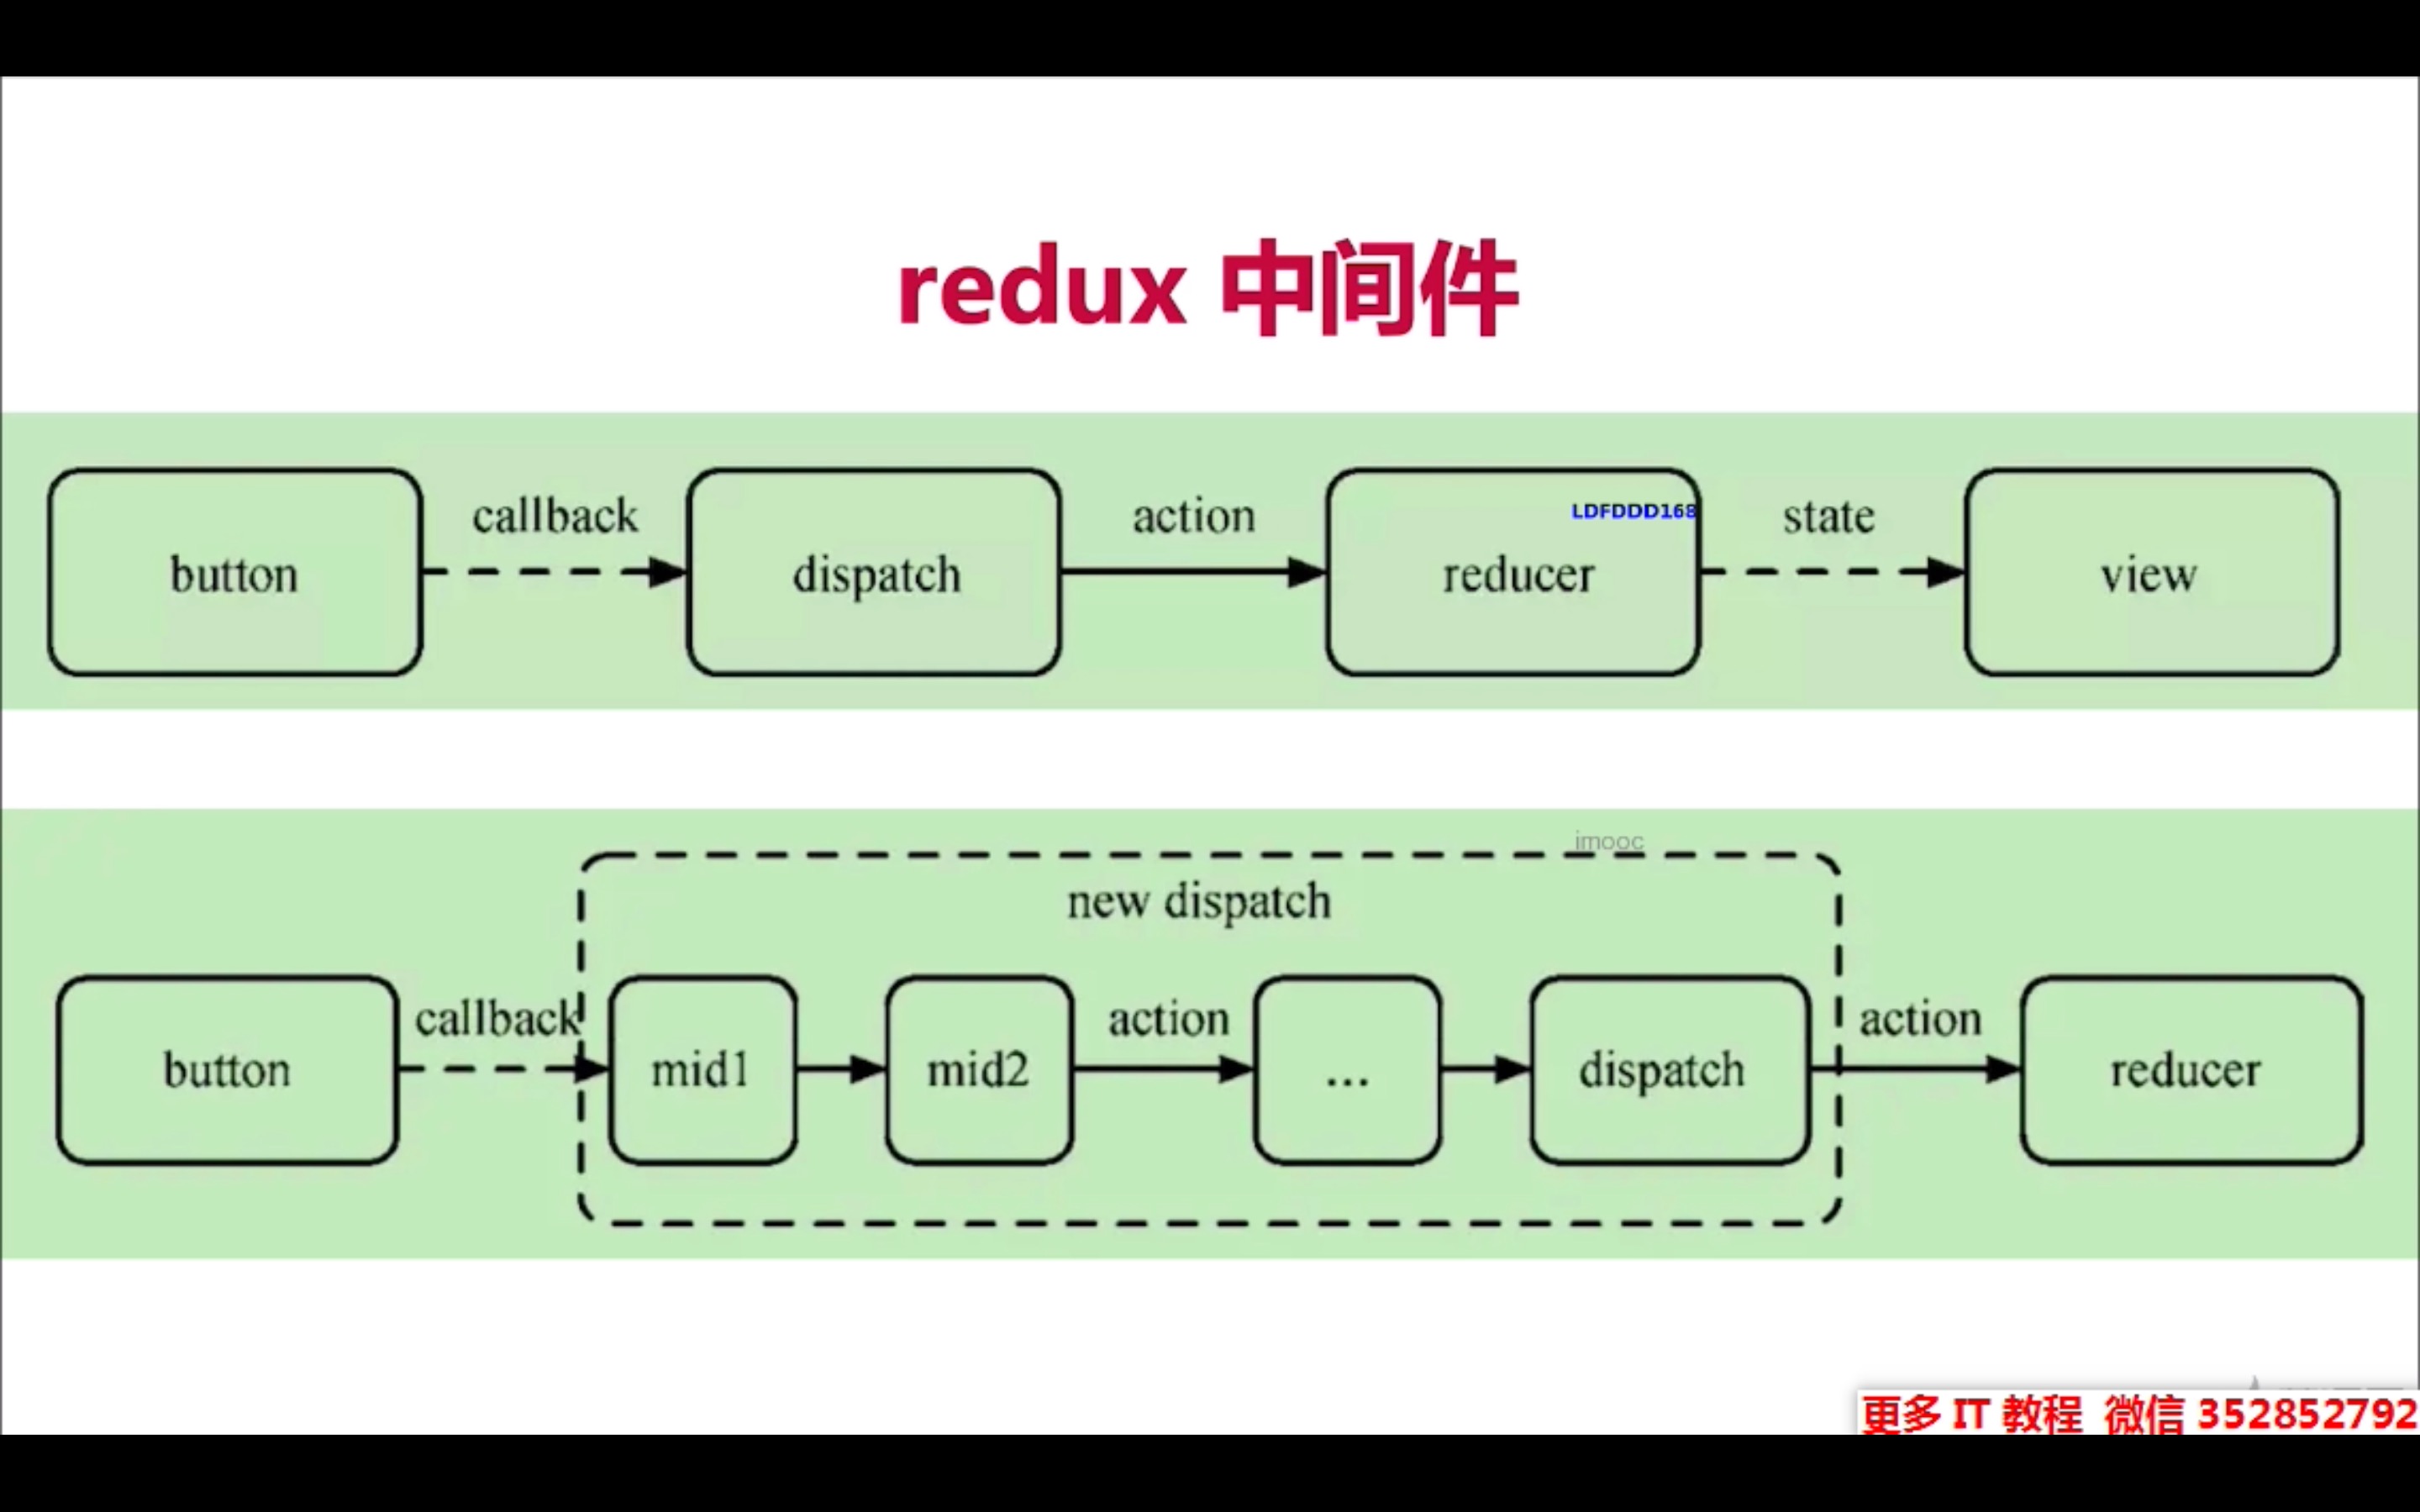 redux 中间件
callback
action
LDFDDD168
state
button
dispatch
reducer
view
imooc
new dispatch
callback
action
action
button
mid1
mid2
...
dispatch
reducer
更多 IT 教程 微信 352852792